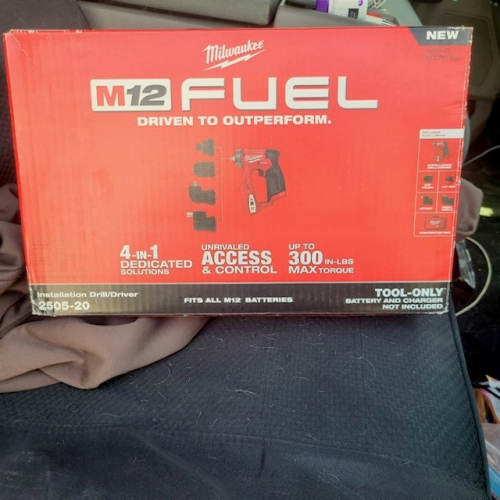 NEW
Milwaukee
M12 FUEL
DRIVEN TO OUTPERFORM.
4-IN-1
DEDICATED
SOLUTIONS
UNRIVALED
ACCESS
& CONTROL
UP TO
300 IN-LBS
MAX TORQUE
Installation Drill/Driver
2505-20
FITS ALL M12 BATTERIES
TOOL-ONLY
BATTERY AND CHARGER
NOT INCLUDED